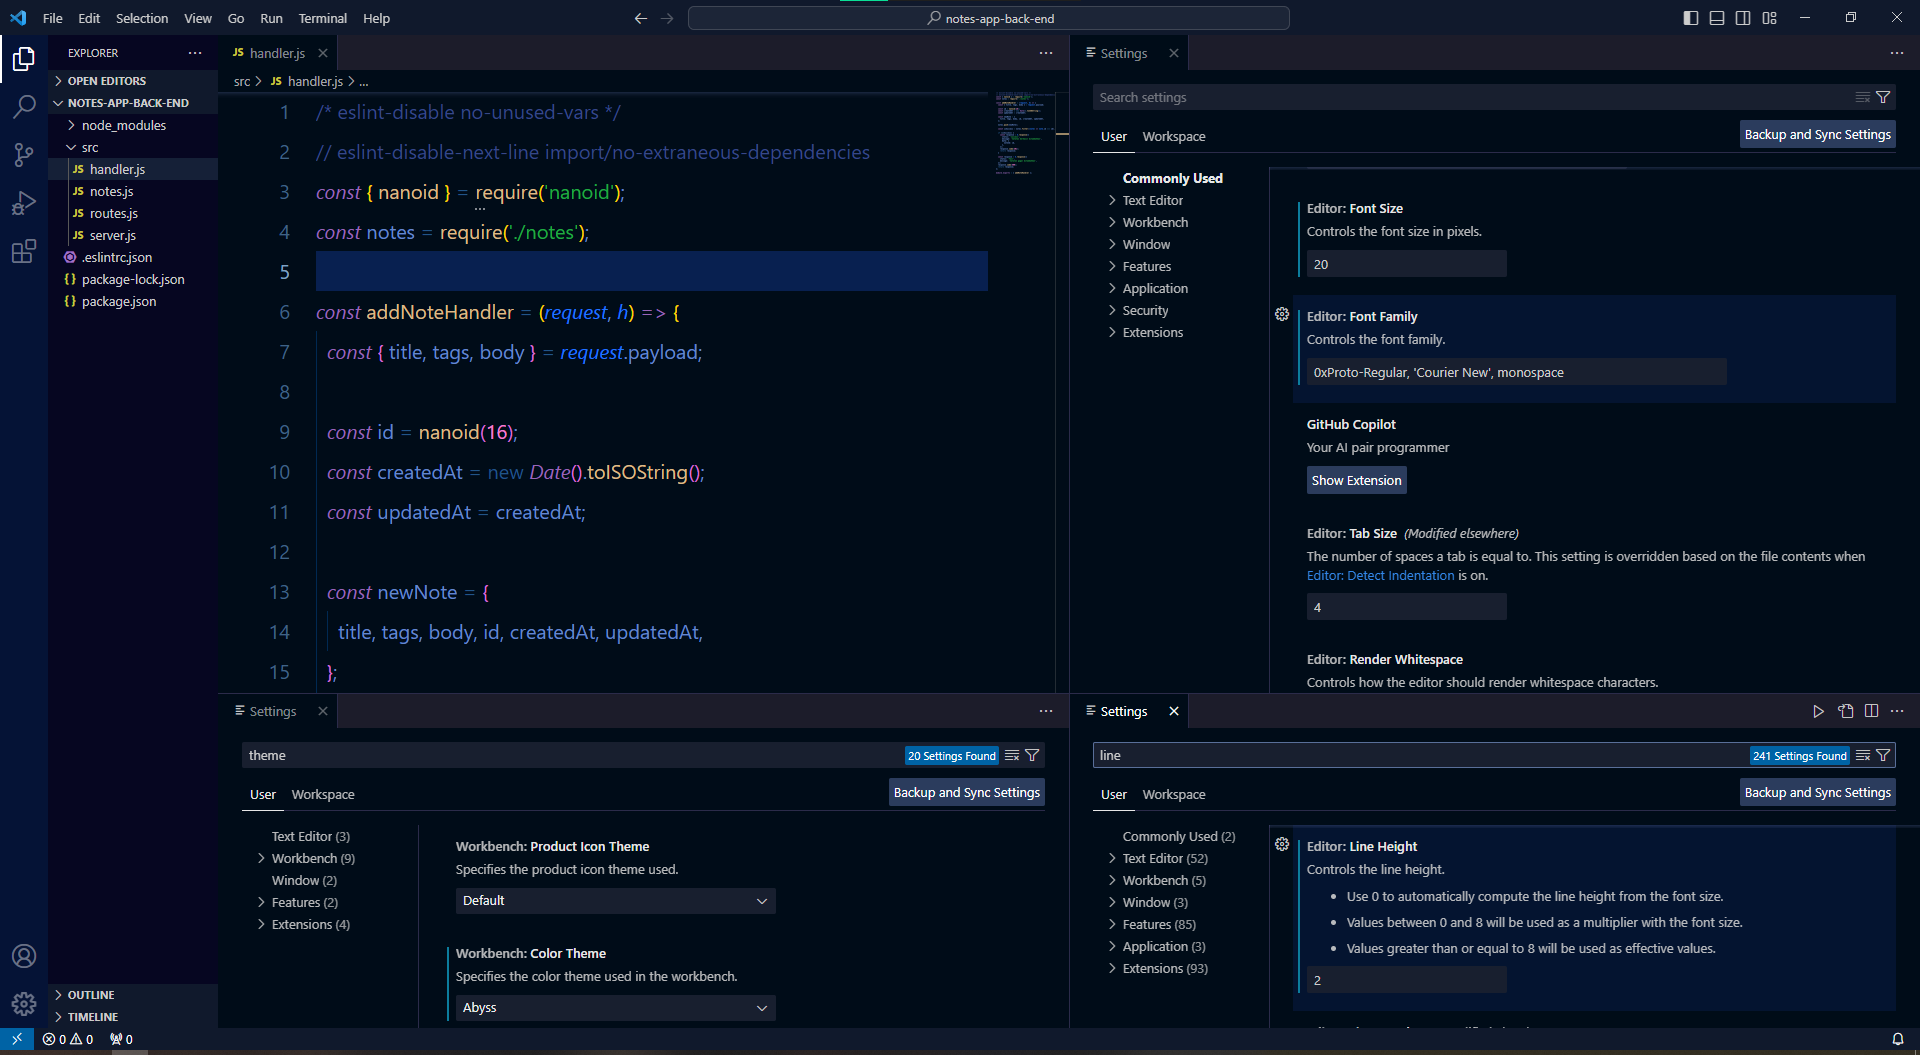 File Edit Selection View Go Run Terminal Help
notes-app-back-end
EXPLORER
OPEN EDITORS
NOTES-APP-BACK-END
node_modules
src
JS handler.js
JS notes.js
JS routes.js
JS server.js
.eslintrc.json
{} package-lock.json
{} package.json
OUTLINE
TIMELINE
JS handler.js
src > JS handler.js > ...
1 /* eslint-disable no-unused-vars */
2 // eslint-disable-next-line import/no-extraneous-dependencies
3 const { nanoid } = require('nanoid');
4 const notes = require('./notes');
5
6 const addNoteHandler = (request, h) => {
7 const { title, tags, body } = request.payload;
8
9 const id = nanoid(16);
10 const createdAt = new Date().toISOString();
11 const updatedAt = createdAt;
12
13 const newNote = {
14 title, tags, body, id, createdAt, updatedAt,
15 };
Settings
Search settings
User Workspace
Backup and Sync Settings
Commonly Used
Text Editor
Workbench
Window
Features
Application
Security
Extensions
Editor: Font Size
Controls the font size in pixels.
20
Editor: Font Family
Controls the font family.
0xProto-Regular, 'Courier New', monospace
GitHub Copilot
Your AI pair programmer
Show Extension
Editor: Tab Size (Modified elsewhere)
The number of spaces a tab is equal to. This setting is overridden based on the file contents when
Editor: Detect Indentation is on.
4
Editor: Render Whitespace
Controls how the editor should render whitespace characters.
Settings
theme
20 Settings Found
User Workspace
Backup and Sync Settings
Text Editor (3)
Workbench (9)
Window (2)
Features (2)
Extensions (4)
Workbench: Product Icon Theme
Specifies the product icon theme used.
Default
Workbench: Color Theme
Specifies the color theme used in the workbench.
Abyss
Settings
line
241 Settings Found
User Workspace
Backup and Sync Settings
Commonly Used (2)
Text Editor (52)
Workbench (5)
Window (3)
Features (85)
Application (3)
Extensions (93)
Editor: Line Height
Controls the line height.
• Use 0 to automatically compute the line height from the font size.
• Values between 0 and 8 will be used as a multiplier with the font size.
• Values greater than or equal to 8 will be used as effective values.
2
0 0 0